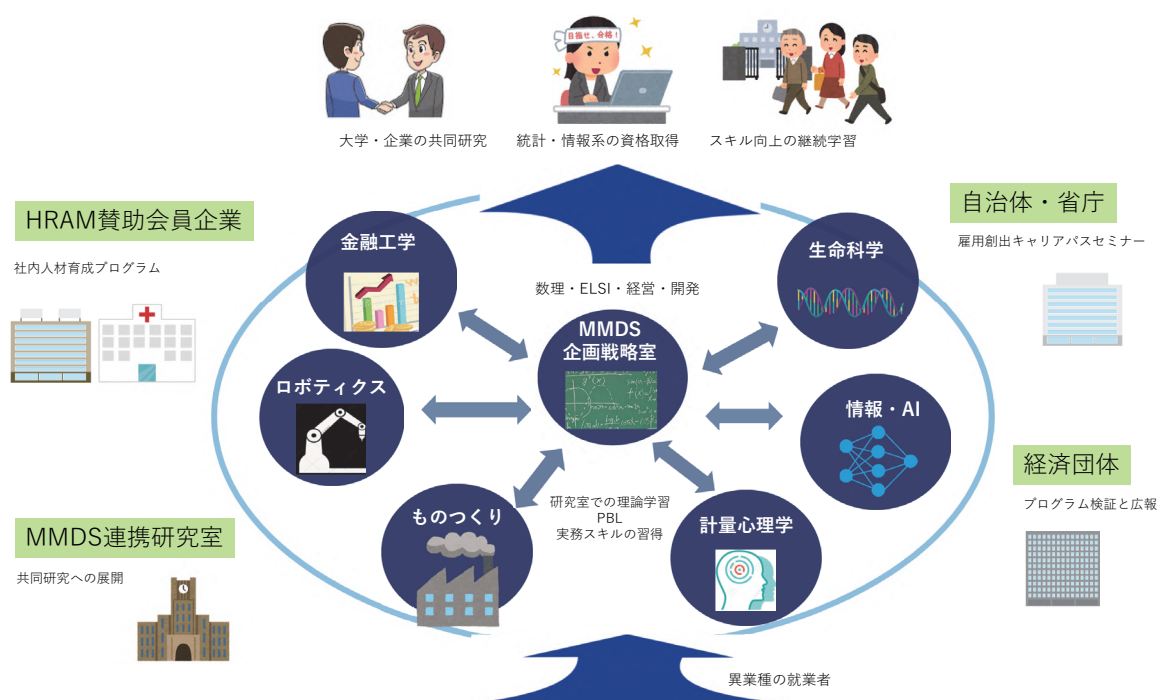 目指せ、合格！
大学・企業の共同研究
統計・情報系の資格取得
スキル向上の継続学習
HRAM賛助会員企業
社内人材育成プログラム
自治体・省庁
雇用創出キャリアパスセミナー
金融工学
生命科学
数理・ELSI・経営・開発
MMDS
企画戦略室
ロボティクス
情報・AI
経済団体
プログラム検証と広報
ものつくり
研究室での理論学習
PBL
実務スキルの習得
計量心理学
MMDS連携研究室
共同研究への展開
異業種の就業者